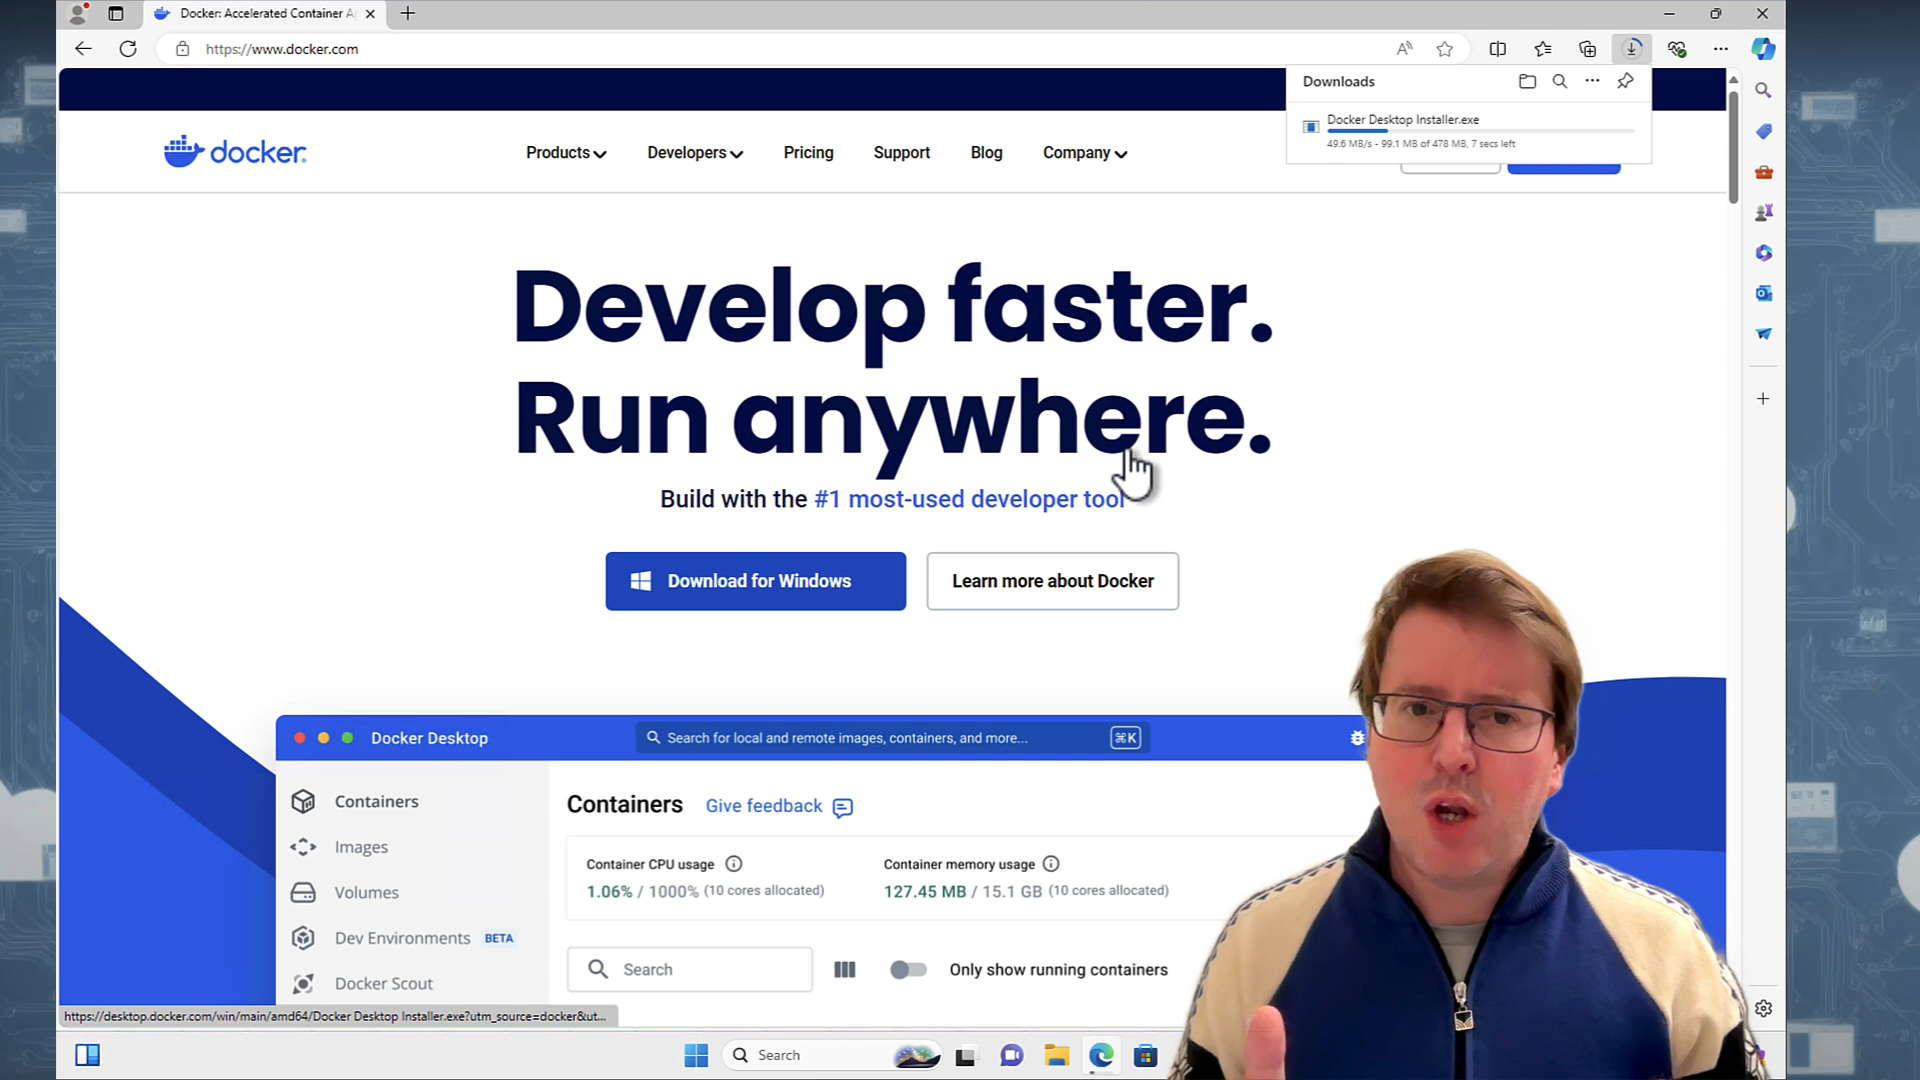 Docker: Accelerated Container A
https://www.docker.com
Downloads
Docker Desktop Installer.exe
49.6 MB/s - 99.1 MB of 478 MB, 7 secs left
docker.
Products
Developers
Pricing
Support
Blog
Company
Develop faster.
Run anywhere.
Build with the #1 most-used developer tool
Download for Windows
Learn more about Docker
Docker Desktop
Search for local and remote images, containers, and more...
⌘K
Containers
Images
Volumes
Dev Environments BETA
Docker Scout
Containers
Give feedback
Container CPU usage
1.06% / 1000% (10 cores allocated)
Container memory usage
127.45 MB / 15.1 GB (10 cores allocated)
Search
Only show running containers
https://desktop.docker.com/win/main/amd64/Docker Desktop Installer.exe?utm_source=docker&ut...
Search